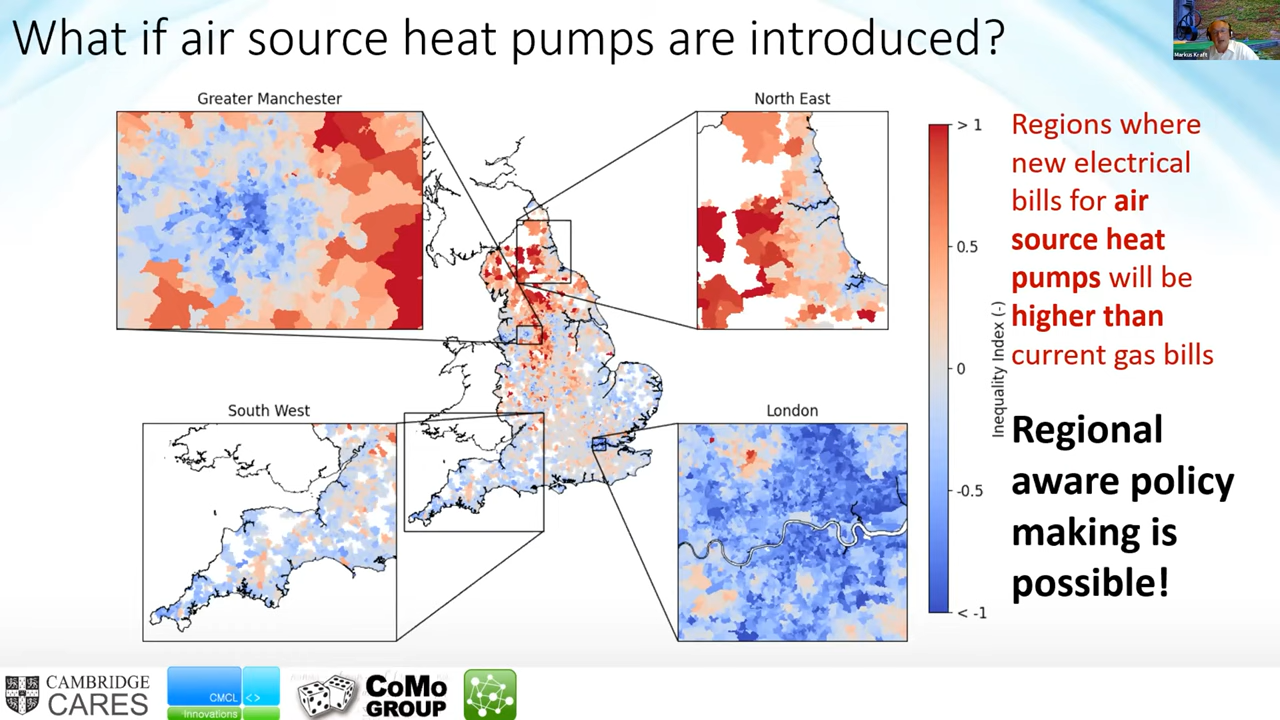 What if air source heat pumps are introduced?
Markus Kraft
Greater Manchester
North East
South West
London
> 1
0.5
0
-0.5
< -1
Inequality Index (-)
Regions where
new electrical
bills for air
source heat
pumps will be
higher than
current gas bills
Regional
aware policy
making is
possible!
CAMBRIDGE
CARES
CMCL <>
Innovations
CoMo
GROUP